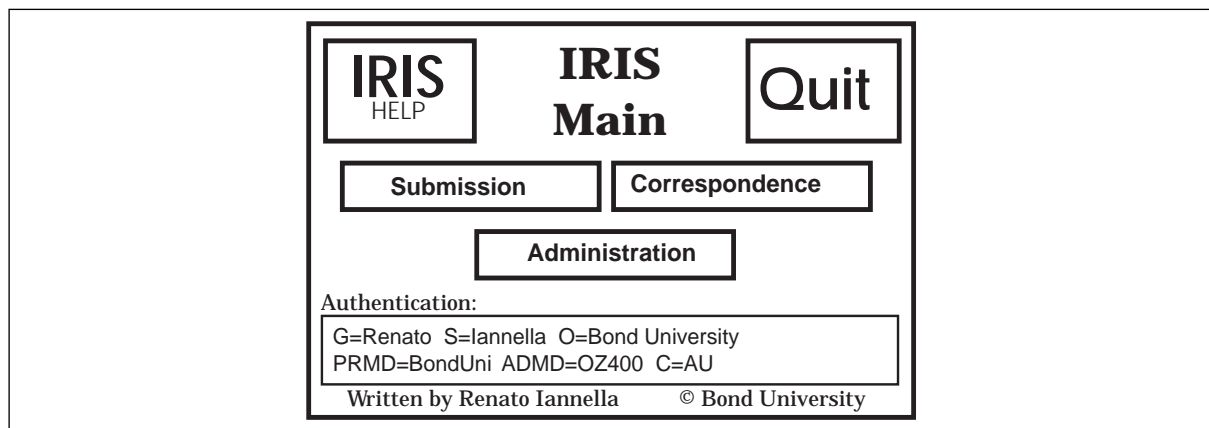 IRIS
HELP
IRIS
Main
Quit
Submission
Correspondence
Administration
Authentication:
G=Renato S=Iannella O=Bond University
PRMD=BondUni ADMD=OZ400 C=AU
Written by Renato Iannella © Bond University